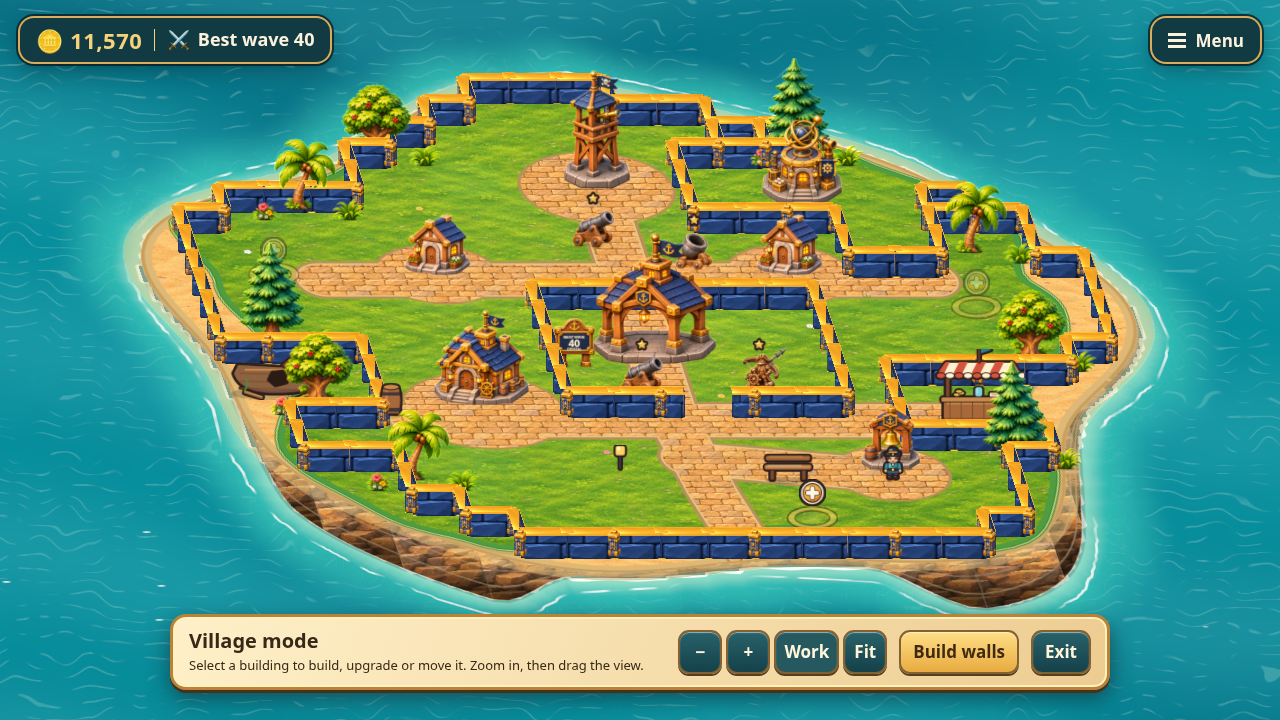 11,570
Best wave 40
Menu
40
Village mode
Select a building to build, upgrade or move it. Zoom in, then drag the view.
−
+
Work
Fit
Build walls
Exit